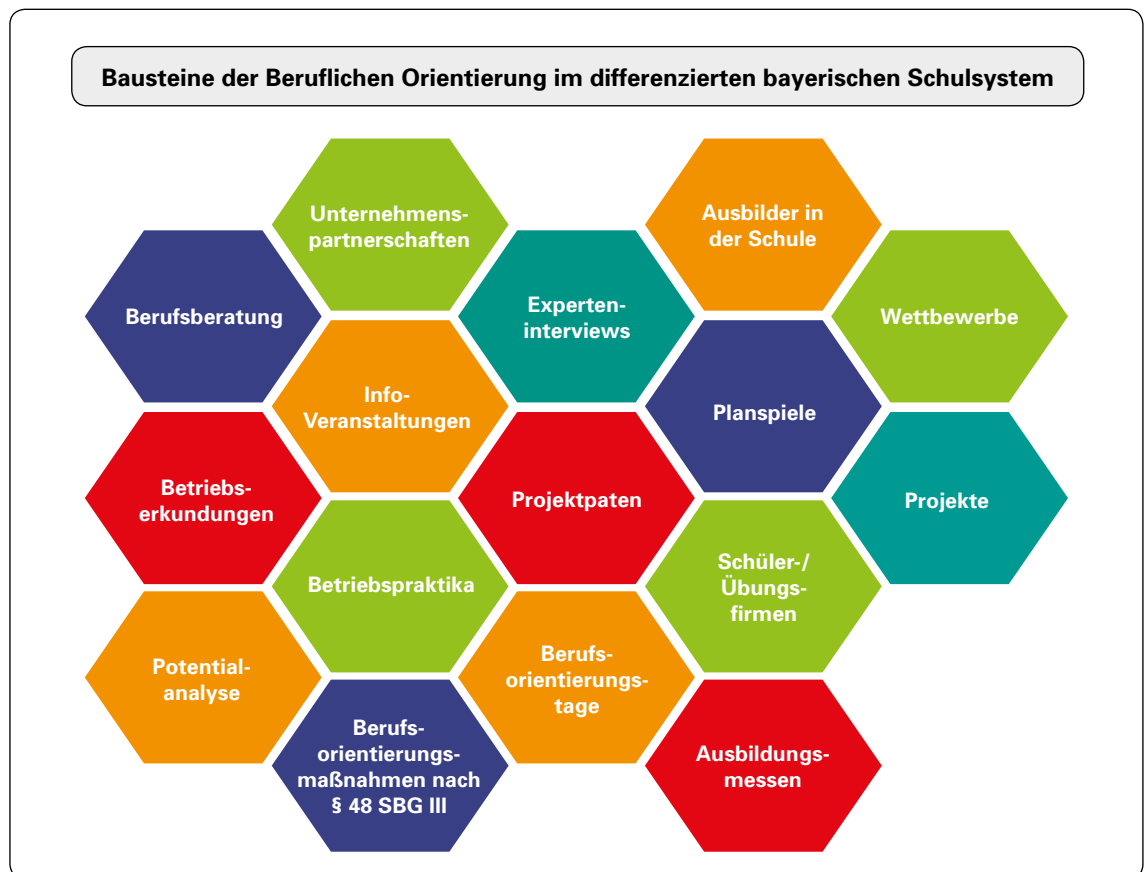 Bausteine der Beruflichen Orientierung im differenzierten bayerischen Schulsystem
Unternehmens-
partnerschaften
Ausbilder in
der Schule
Berufsberatung
Experten-
interviews
Wettbewerbe
Info-
Veranstaltungen
Planspiele
Betriebs-
erkundungen
Projektpaten
Projekte
Betriebspraktika
Schüler-/
Übungs-
firmen
Potential-
analyse
Berufs-
orientierungs-
tage
Berufs-
orientierungs-
maßnahmen nach
§ 48 SBG III
Ausbildungs-
messen